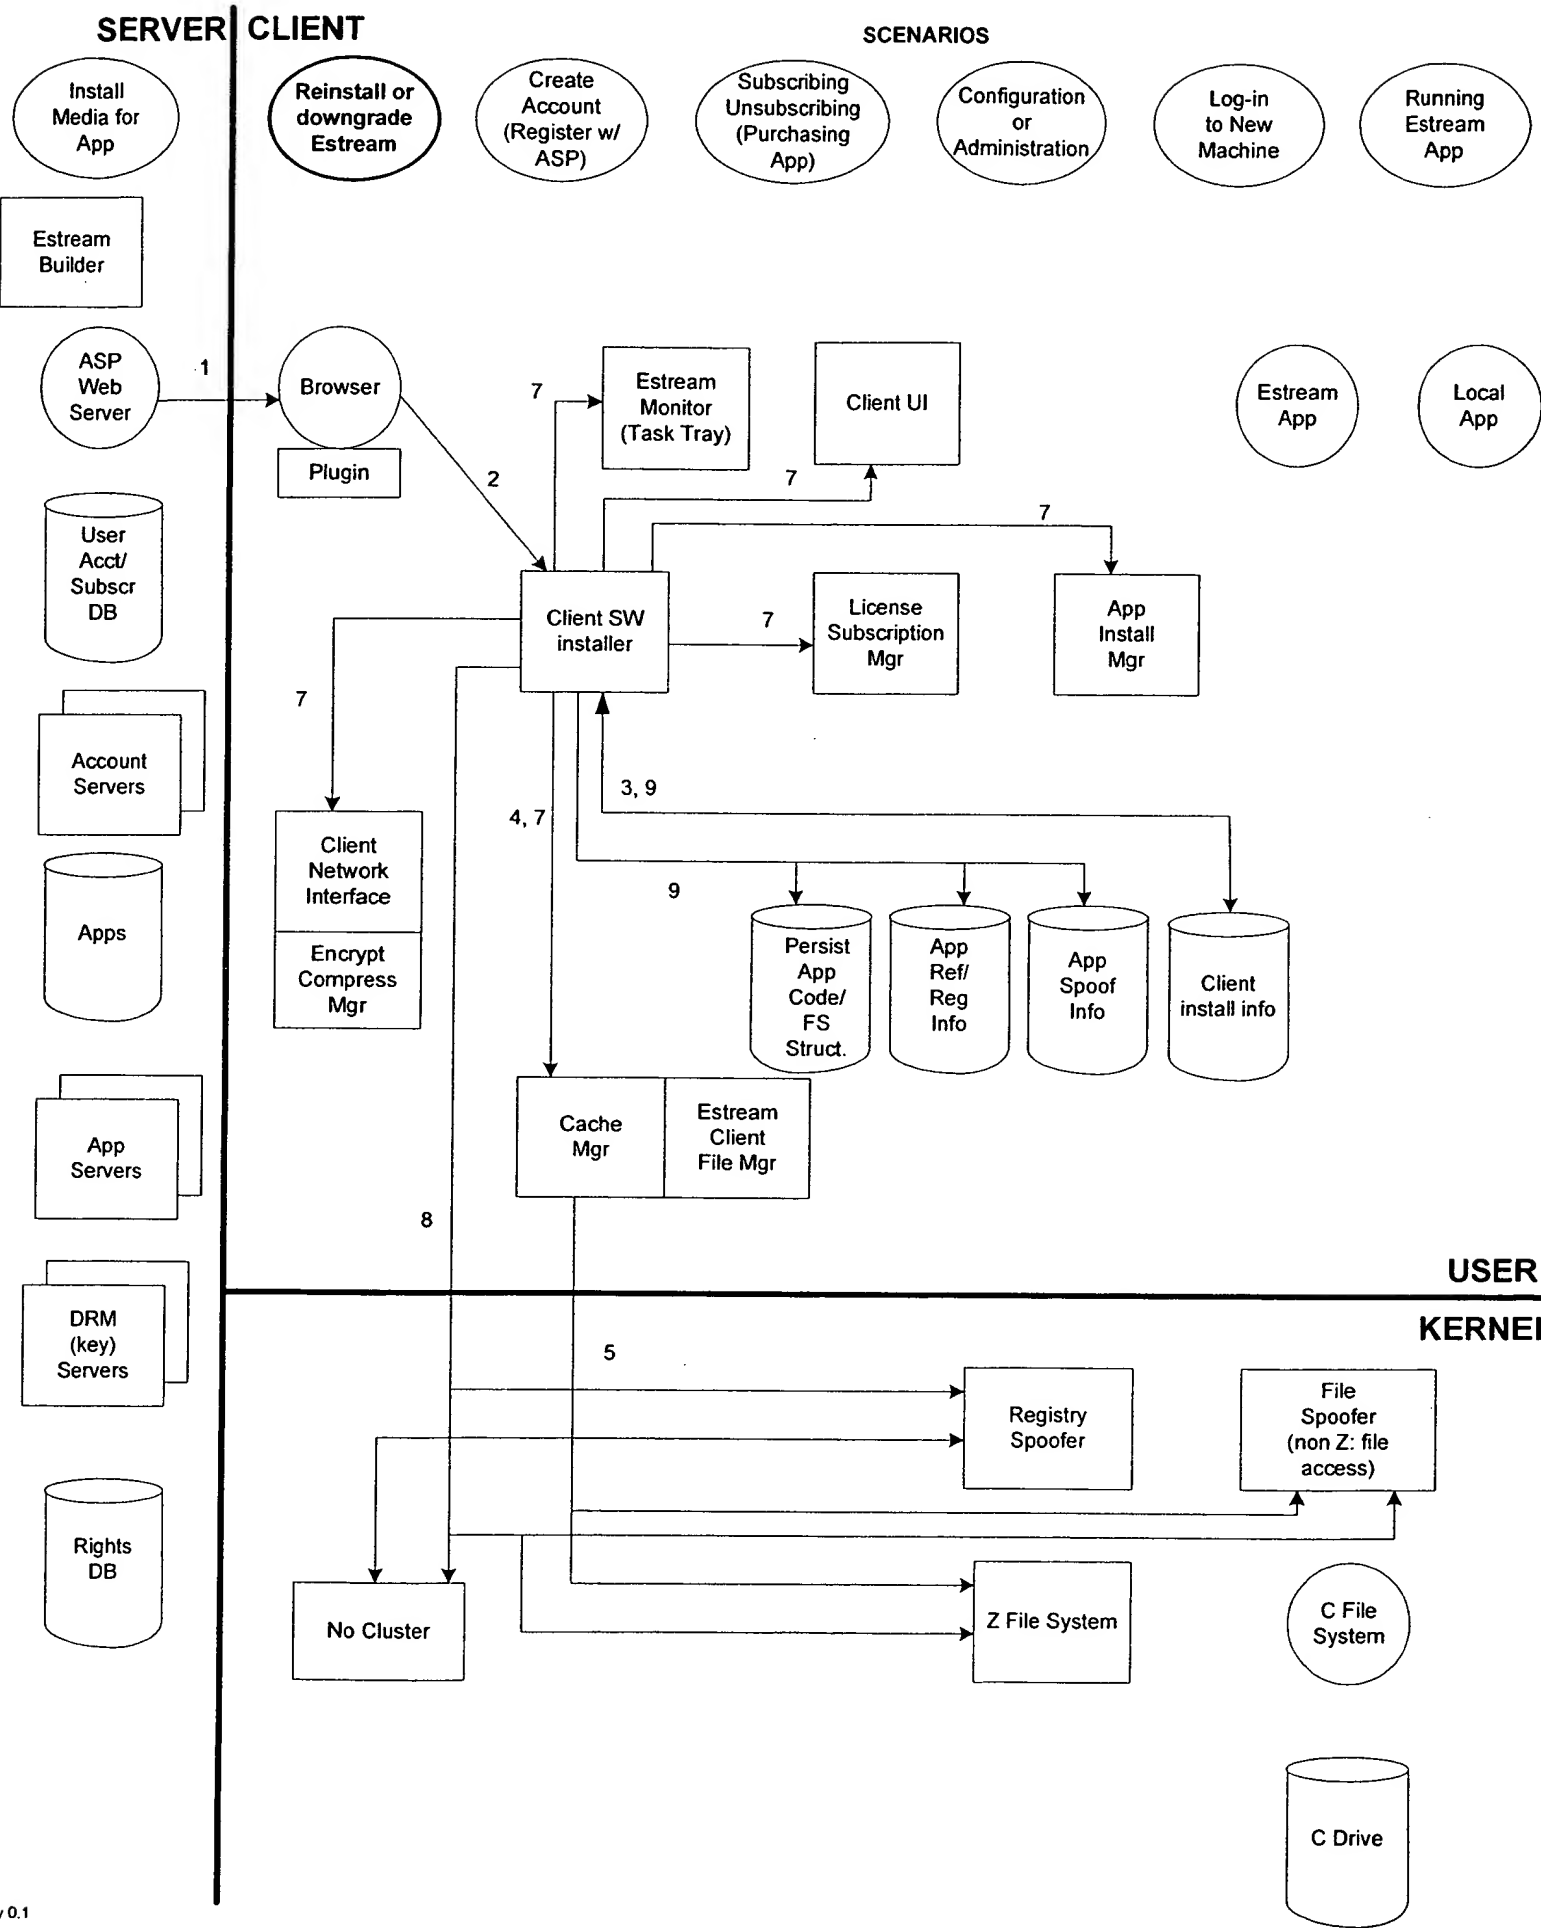 SERVER CLIENT
SCENARIOS
Install
Media for
App
Reinstall or
downgrade
Estream
Create
Account
(Register w/
ASP)
Subscribing
Unsubscribing
(Purchasing
App)
Configuration
or
Administration
Log-in
to New
Machine
Running
Estream
App
Estream
Builder
ASP
Web
Server
1
Browser
Plugin
2
7
Estream
Monitor
(Task Tray)
Client UI
7
7
Estream
App
Local
App
User
Acct/
Subscr
DB
Client SW
installer
7
License
Subscription
Mgr
App
Install
Mgr
7
Account
Servers
3, 9
4, 7
9
Client
Network
Interface
Encrypt
Compress
Mgr
Apps
Persist
App
Code/
FS
Struct.
App
Ref/
Reg
Info
App
Spoof
Info
Client
install info
Cache
Mgr
Estream
Client
File Mgr
App
Servers
8
USER
KERNEL
DRM
(key)
Servers
5
Registry
Spoofer
File
Spoofer
(non Z: file
access)
Rights
DB
No Cluster
Z File System
C File
System
C Drive
0.1